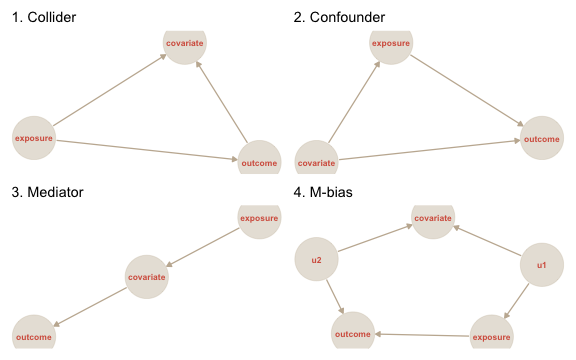 1. Collider
covariate
exposure
outcome
2. Confounder
exposure
outcome
covariate
3. Mediator
exposure
covariate
outcome
4. M-bias
covariate
u2
u1
outcome
exposure